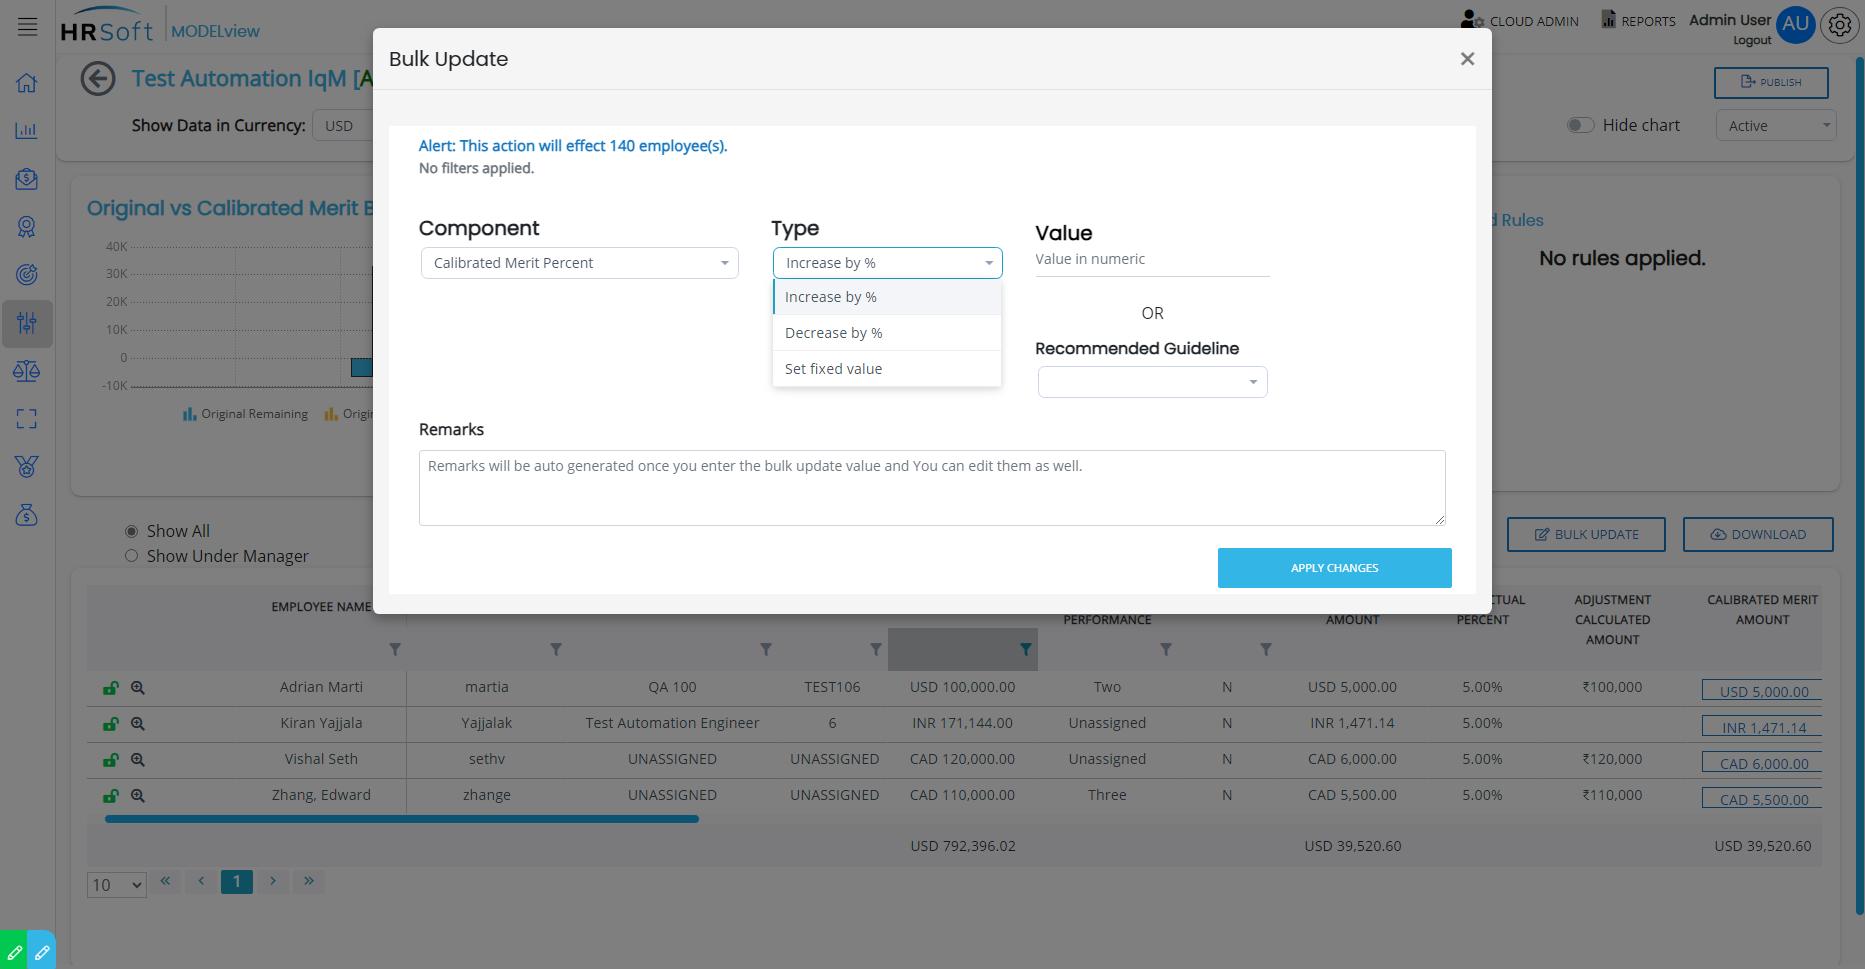 HRSoft
MODELview
CLOUD ADMIN
REPORTS
Admin User
AU
Logout
Test Automation IqM [A
PUBLISH
Show Data in Currency:
USD
Hide chart
Active
Original vs Calibrated Merit B
40K
30K
20K
10K
0
-10K
Original Remaining
Origi
d Rules
No rules applied.
Bulk Update
Alert: This action will effect 140 employee(s).
No filters applied.
Component
Type
Value
Calibrated Merit Percent
Increase by %
Value in numeric
Increase by %
Decrease by %
Set fixed value
OR
Recommended Guideline
Remarks
Remarks will be auto generated once you enter the bulk update value and You can edit them as well.
APPLY CHANGES
Show All
Show Under Manager
BULK UPDATE
DOWNLOAD
EMPLOYEE NAME
PERFORMANCE
AMOUNT
TUAL
PERCENT
ADJUSTMENT
CALCULATED
AMOUNT
CALIBRATED MERIT
AMOUNT
Adrian Marti martia QA 100 TEST106 USD 100,000.00 Two N USD 5,000.00 5.00% ₹100,000 USD 5,000.00
Kiran Yajjala Yajjalak Test Automation Engineer 6 INR 171,144.00 Unassigned N INR 1,471.14 5.00% INR 1,471.14
Vishal Seth sethv UNASSIGNED UNASSIGNED CAD 120,000.00 Unassigned N CAD 6,000.00 5.00% ₹120,000 CAD 6,000.00
Zhang, Edward zhange UNASSIGNED UNASSIGNED CAD 110,000.00 Three N CAD 5,500.00 5.00% ₹110,000 CAD 5,500.00
USD 792,396.02 USD 39,520.60 USD 39,520.60
10 « ‹ 1 › »